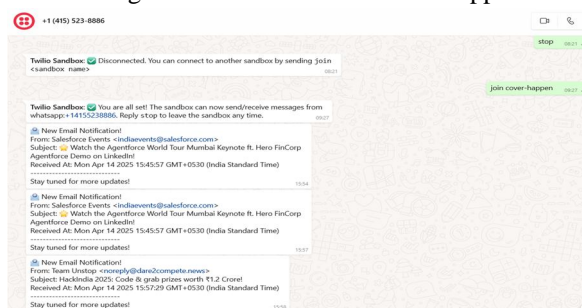 +1 (415) 523-8886
stop
08:21
Twilio Sandbox: ✅ Disconnected. You can connect to another sandbox by sending join
<sandbox name>
08:21
join cover-happen
08:27
Twilio Sandbox: ✅ You are all set! The sandbox can now send/receive messages from
whatsapp:+14155238886. Reply stop to leave the sandbox any time.
08:27
📩 New Email Notification!
From: Salesforce Events <indiaevents@salesforce.com>
Subject: 🌟 Watch the Agentforce World Tour Mumbai Keynote ft. Hero FinCorp
Agentforce Demo on LinkedIn!
Received At: Mon Apr 14 2025 15:45:57 GMT+0530 (India Standard Time)
----------------------------
Stay tuned for more updates!
15:54
📩 New Email Notification!
From: Salesforce Events <indiaevents@salesforce.com>
Subject: 🌟 Watch the Agentforce World Tour Mumbai Keynote ft. Hero FinCorp
Agentforce Demo on LinkedIn!
Received At: Mon Apr 14 2025 15:45:57 GMT+0530 (India Standard Time)
----------------------------
Stay tuned for more updates!
15:57
📩 New Email Notification!
From: Team Unstop <noreply@dare2compete.news>
Subject: HackIndia 2025: Code & grab prizes worth ₹1.2 Crore!
Received At: Mon Apr 14 2025 15:57:29 GMT+0530 (India Standard Time)
----------------------------
Stay tuned for more updates!